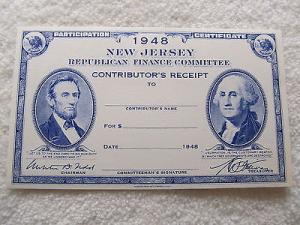 PARTICIPATION CERTIFICATE
1948
NEW JERSEY
REPUBLICAN FINANCE COMMITTEE
CONTRIBUTOR'S RECEIPT
TO
CONTRIBUTOR'S NAME
FOR $
DATE 1948
CHAIRMAN
COMMITTEEMAN'S SIGNATURE
TREASURER